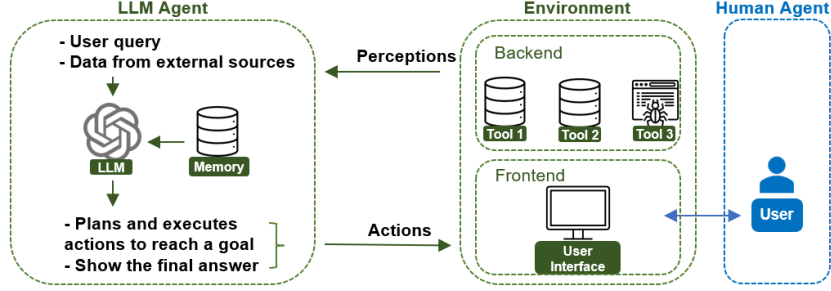 LLM Agent
- User query
- Data from external sources
LLM
Memory
- Plans and executes
actions to reach a goal
- Show the final answer
Perceptions
Actions
Environment
Backend
Tool 1
Tool 2
Tool 3
Frontend
User
Interface
Human Agent
User